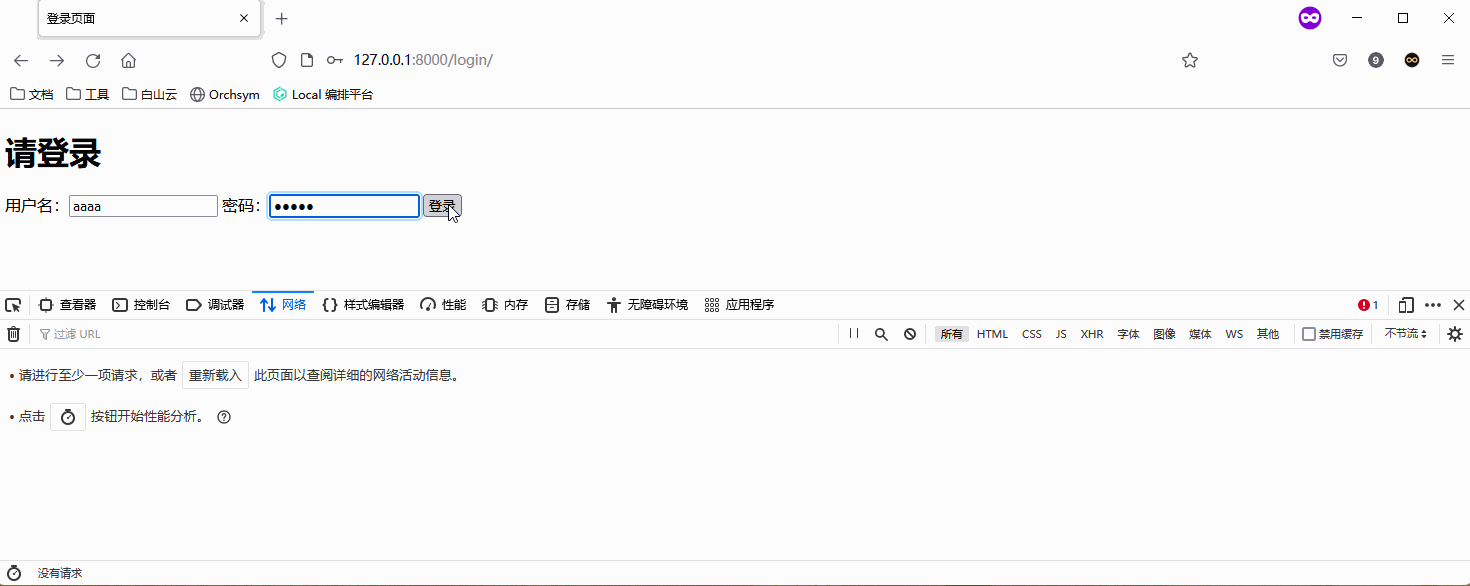 登录页面
127.0.0.1:8000/login/
9
文档 工具 白山云 Orchsym Local 编排平台
请登录
用户名： aaaa 密码： ●●●●● 登录
查看器 控制台 调试器 网络 样式编辑器 性能 内存 存储 无障碍环境 应用程序 1
过滤 URL 所有 HTML CSS JS XHR 字体 图像 媒体 WS 其他 禁用缓存 不节流
• 请进行至少一项请求，或者 重新载入 此页面以查阅详细的网络活动信息。
• 点击 按钮开始性能分析。
没有请求